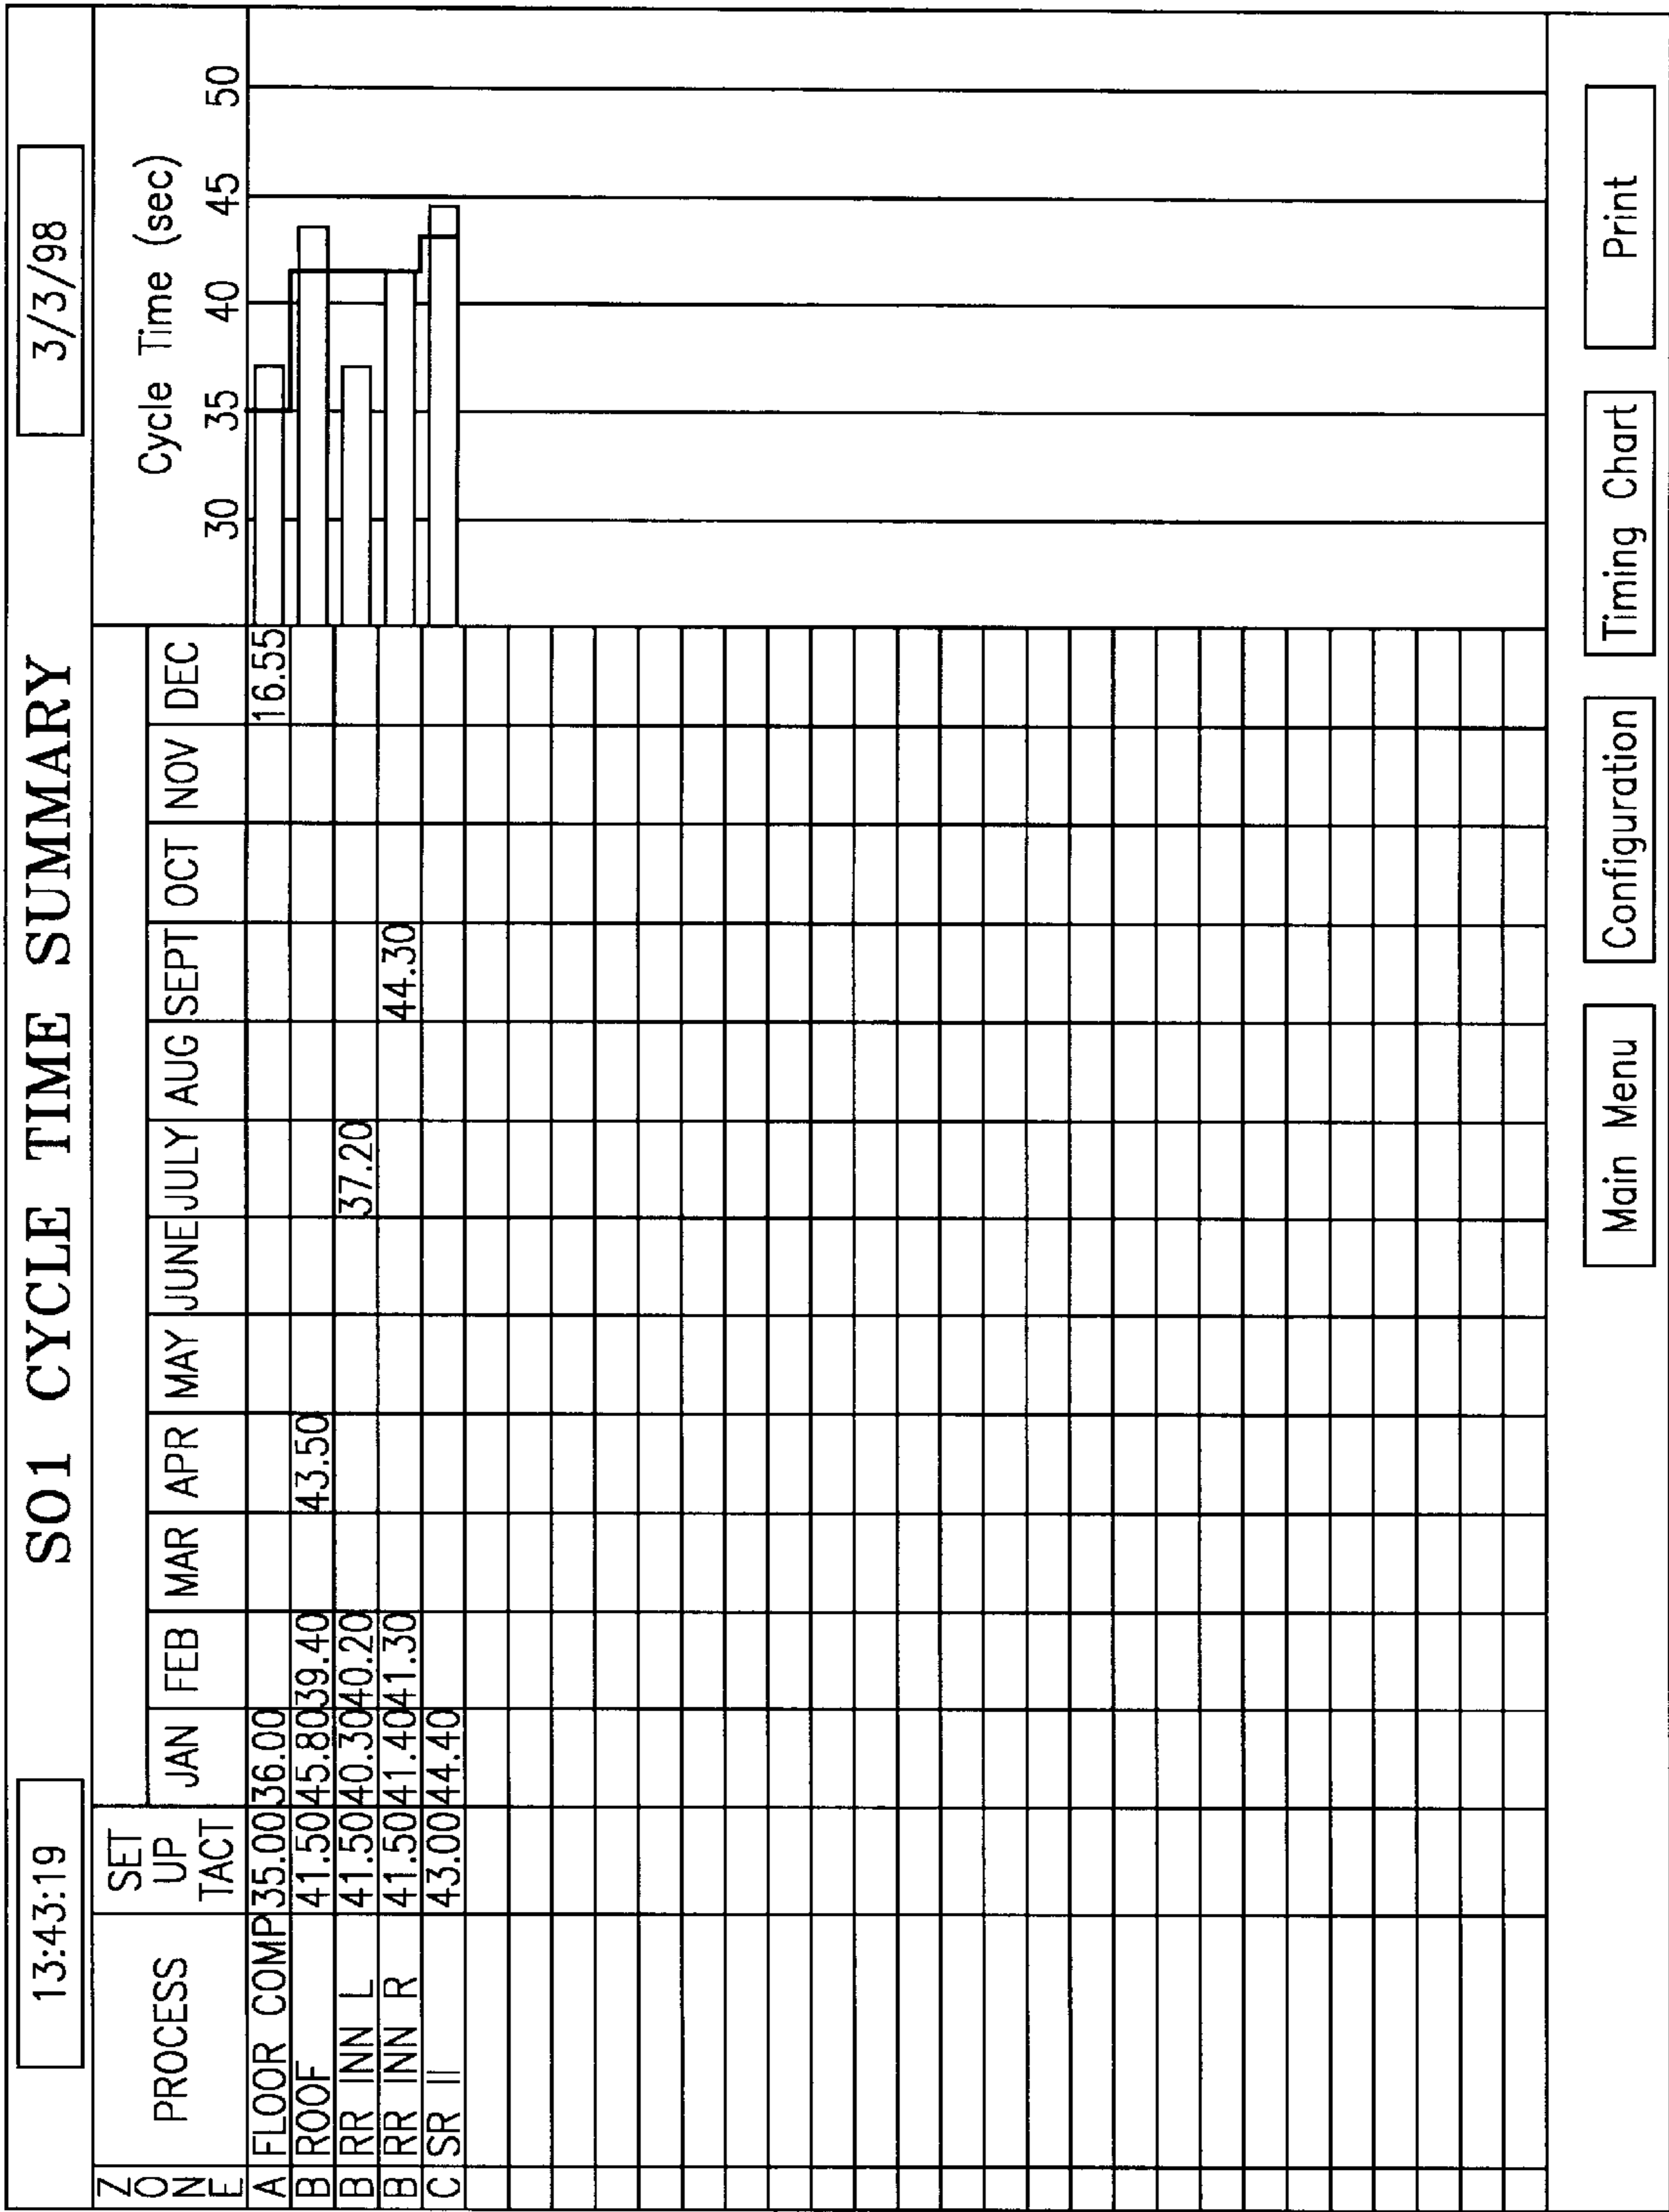 13:43:19 SO1 CYCLE TIME SUMMARY 3/3/98
ZONE PROCESS SET UP TACT JAN FEB MAR APR MAY JUNE JULY AUG SEPT OCT NOV DEC Cycle Time (sec)
30 35 40 45 50
A FLOOR COMP 35.00 36.00 16.55
B ROOF 41.50 45.80 39.40 43.50
B RR INN L 41.50 40.30 40.20 37.20
B RR INN R 41.50 41.40 41.30 44.30
C SR II 43.00 44.40
Main Menu Configuration Timing Chart Print